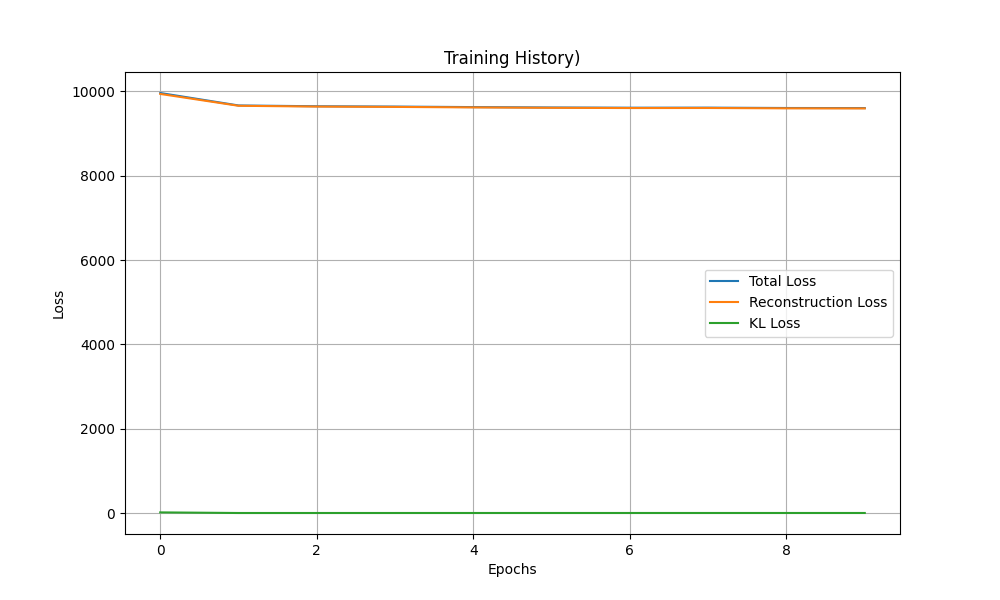 Training History)
10000
8000
6000
4000
2000
0
Loss
Total Loss
Reconstruction Loss
KL Loss
0 2 4 6 8
Epochs